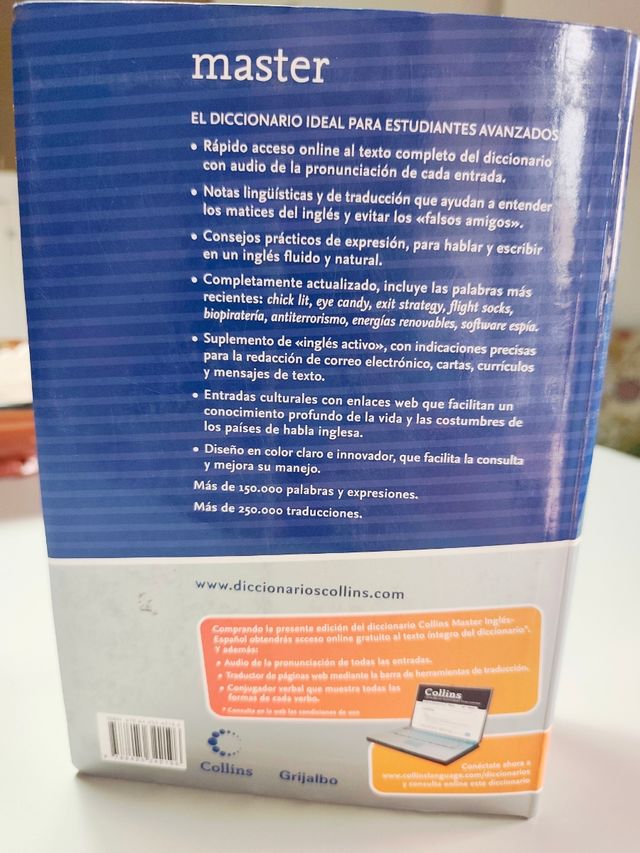 master
EL DICCIONARIO IDEAL PARA ESTUDIANTES AVANZADOS
• Rápido acceso online al texto completo del diccionario
con audio de la pronunciación de cada entrada.
• Notas lingüísticas y de traducción que ayudan a entender
los matices del inglés y evitar los «falsos amigos».
• Consejos prácticos de expresión, para hablar y escribir
en un inglés fluido y natural.
• Completamente actualizado, incluye las palabras más
recientes: chick lit, eye candy, exit strategy, flight socks,
biopiratería, antiterrorismo, energías renovables, software espía.
• Suplemento de «inglés activo», con indicaciones precisas
para la redacción de correo electrónico, cartas, currículos
y mensajes de texto.
• Entradas culturales con enlaces web que facilitan un
conocimiento profundo de la vida y las costumbres de
los países de habla inglesa.
• Diseño en color claro e innovador, que facilita la consulta
y mejora su manejo.
Más de 150.000 palabras y expresiones.
Más de 250.000 traducciones.
www.diccionarioscollins.com
Comprando la presente edición del diccionario Collins Master Inglés-
Español obtendrás acceso online gratuito al texto íntegro del diccionario*.
Y además:
• Audio de la pronunciación de todas las entradas.
• Traductor de páginas web mediante la barra de herramientas de traducción.
• Conjugador verbal que muestra todas las
formas de cada verbo.
* Consulta en la web las condiciones de uso
Collins
Collins
Grijalbo
Conéctate ahora a
www.collinslanguage.com/diccionarios
y consulta online este diccionario